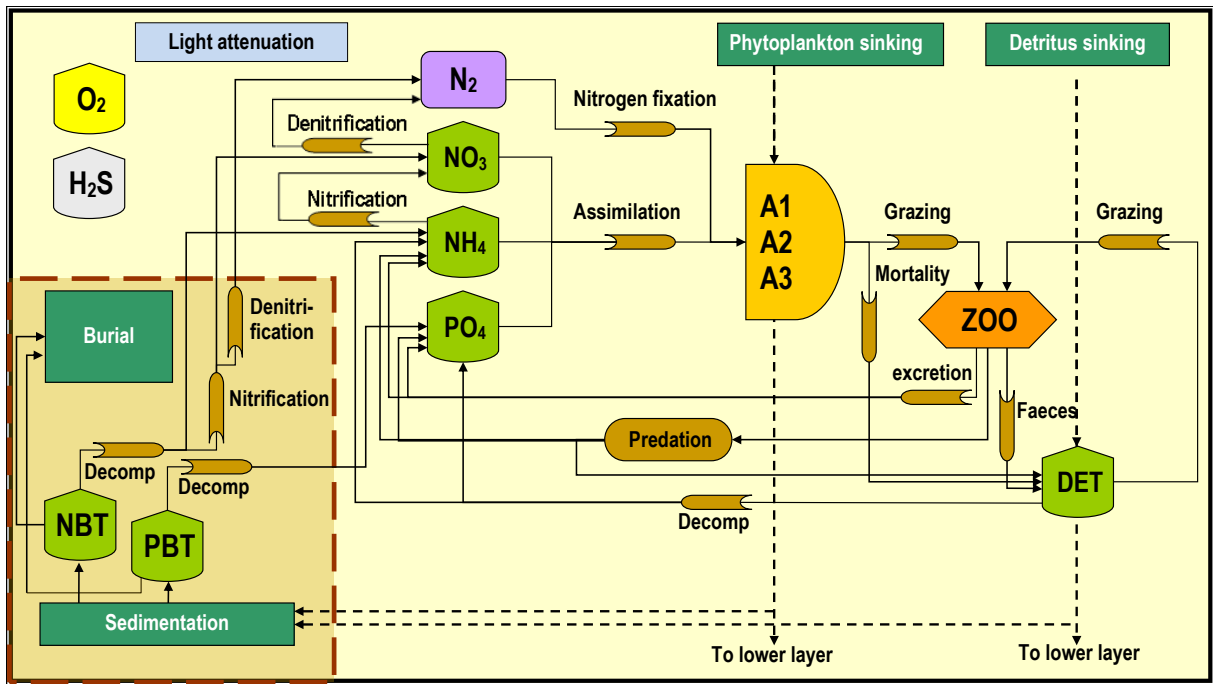 Light attenuation
Phytoplankton sinking
Detritus sinking
O₂
N₂
Nitrogen fixation
Denitrification
NO₃
H₂S
Nitrification
Assimilation
NH₄
A1
A2
A3
Grazing
Grazing
Mortality
Denitri-
fication
Burial
PO₄
ZOO
excretion
Nitrification
Faeces
Predation
Decomp
Decomp
DET
NBT
PBT
Decomp
Sedimentation
To lower layer
To lower layer